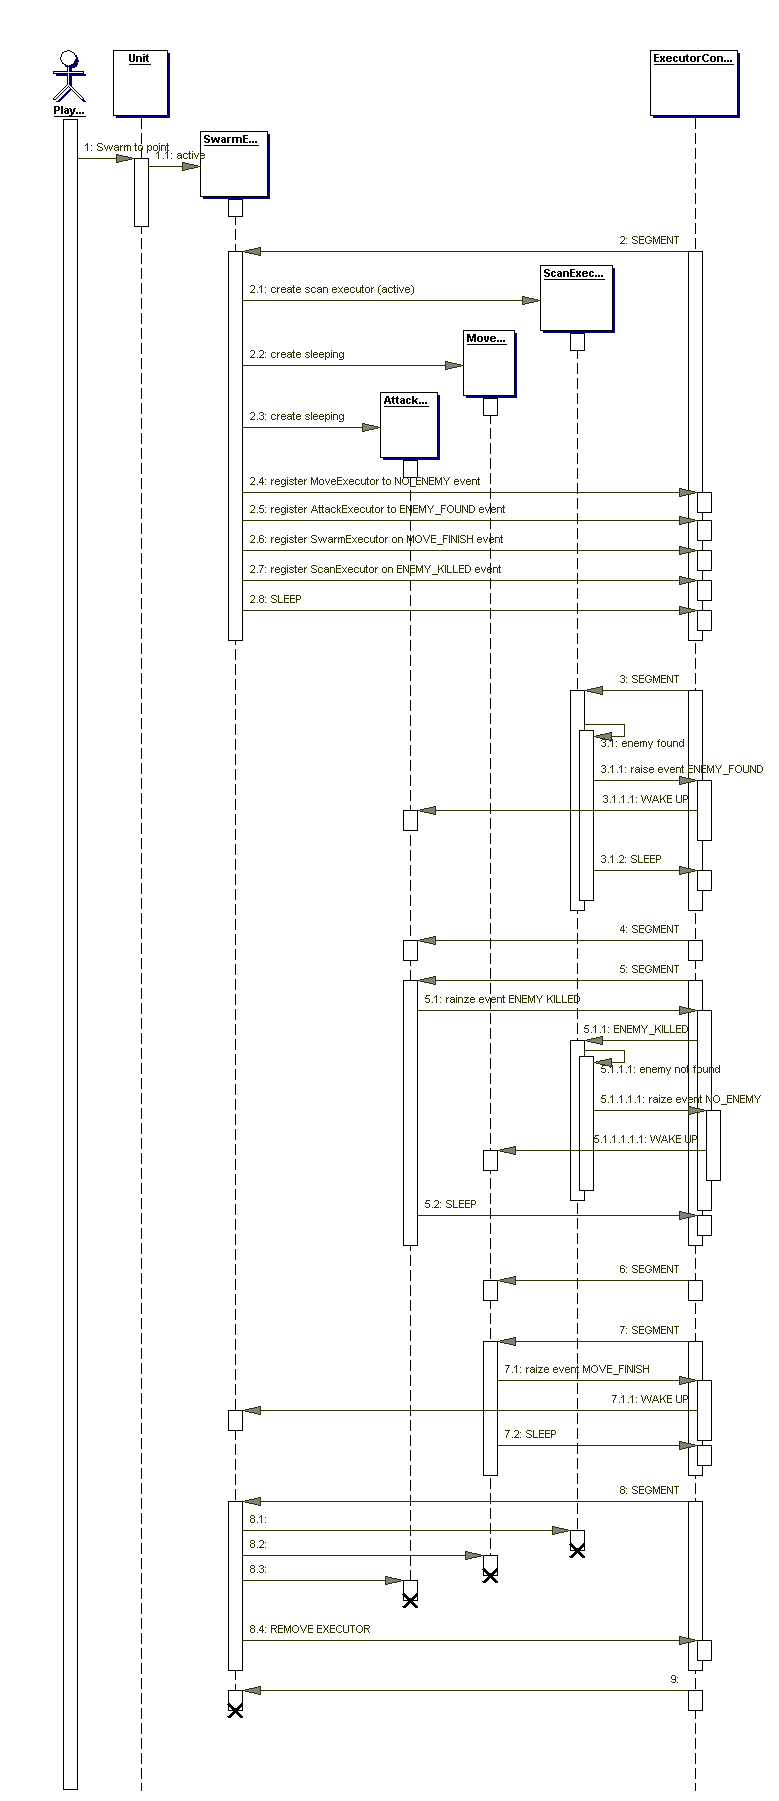 Unit
ExecutorCon...
Play...
SwarmE...
1: Swarm to point
1.1: active
2: SEGMENT
ScanExec...
2.1: create scan executor (active)
Move...
2.2: create sleeping
Attack...
2.3: create sleeping
2.4: register MoveExecutor to NO_ENEMY event
2.5: register AttackExecutor to ENEMY_FOUND event
2.6: register SwarmExecutor on MOVE_FINISH event
2.7: register ScanExecutor on ENEMY_KILLED event
2.8: SLEEP
3: SEGMENT
3.1: enemy found
3.1.1: raise event ENEMY_FOUND
3.1.1.1: WAKE UP
3.1.2: SLEEP
4: SEGMENT
5: SEGMENT
5.1: rainze event ENEMY KILLED
5.1.1: ENEMY_KILLED
5.1.1.1: enemy not found
5.1.1.1.1: raize event NO_ENEMY
5.1.1.1.1.1: WAKE UP
5.2: SLEEP
6: SEGMENT
7: SEGMENT
7.1: raize event MOVE_FINISH
7.1.1: WAKE UP
7.2: SLEEP
8: SEGMENT
8.1:
8.2:
8.3:
8.4: REMOVE EXECUTOR
9: